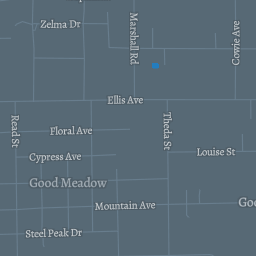 Zelma Dr
Marshall Rd
Cowie Ave
Ellis Ave
Read St
Floral Ave
Theda St
Cypress Ave
Louise St
Good Meadow
Mountain Ave
Goo
Steel Peak Dr